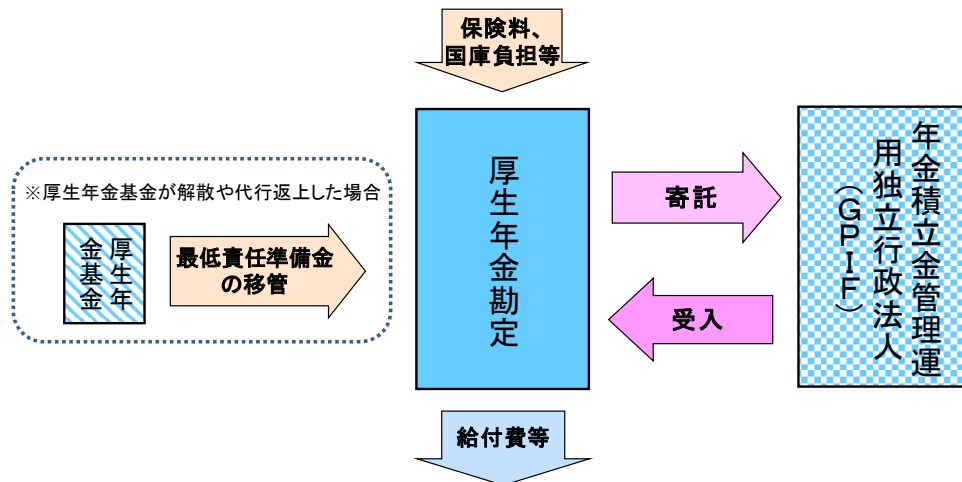 保険料、
国庫負担等
※厚生年金基金が解散や代行返上した場合
厚生年
金基金
最低責任準備金
の移管
厚生年金勘定
寄託
受入
年金積立金管理運
用独立行政法人
（ＧＰＩＦ）
給付費等